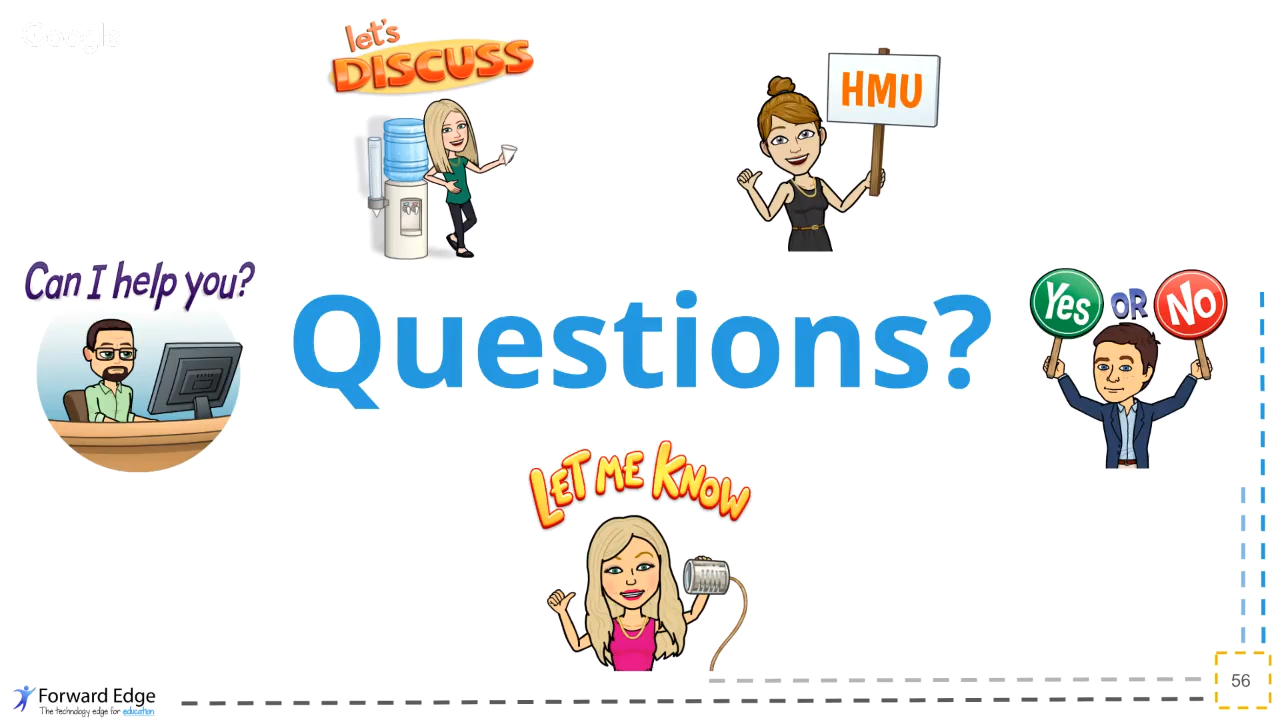 Google
let's
DISCUSS
HMU
Can I help you?
Yes OR No
Questions?
LET ME KNOW
56
Forward Edge
The technology edge for education